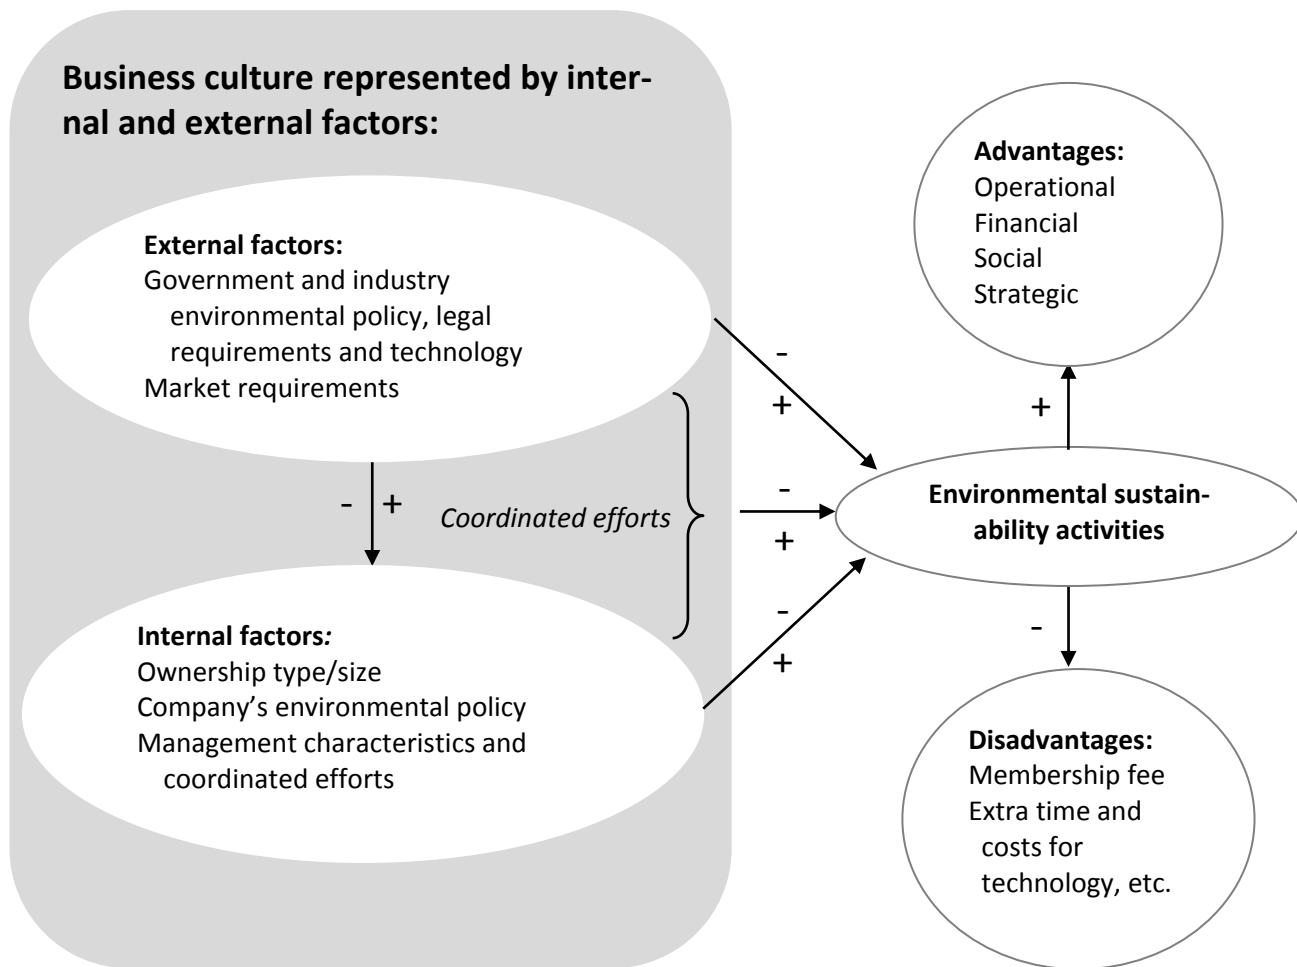 Business culture represented by inter-
nal and external factors:
External factors:
Government and industry
environmental policy, legal
requirements and technology
Market requirements
- +
Coordinated efforts
Internal factors:
Ownership type/size
Company’s environmental policy
Management characteristics and
coordinated efforts
-
+
-
+
-
+
Advantages:
Operational
Financial
Social
Strategic
+
Environmental sustain-
ability activities
-
Disadvantages:
Membership fee
Extra time and
costs for
technology, etc.